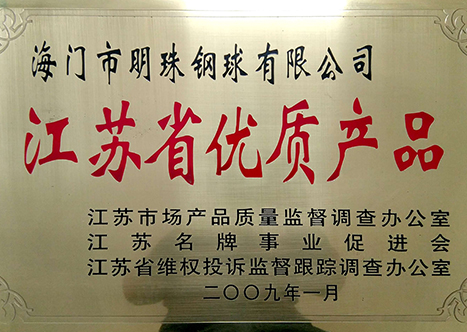 海门市明珠钢球有限公司
江苏省优质产品
江苏市场产品质量监督调查办公室
江苏名牌事业促进会
江苏省维权投诉监督跟踪调查办公室
二〇〇九年一月